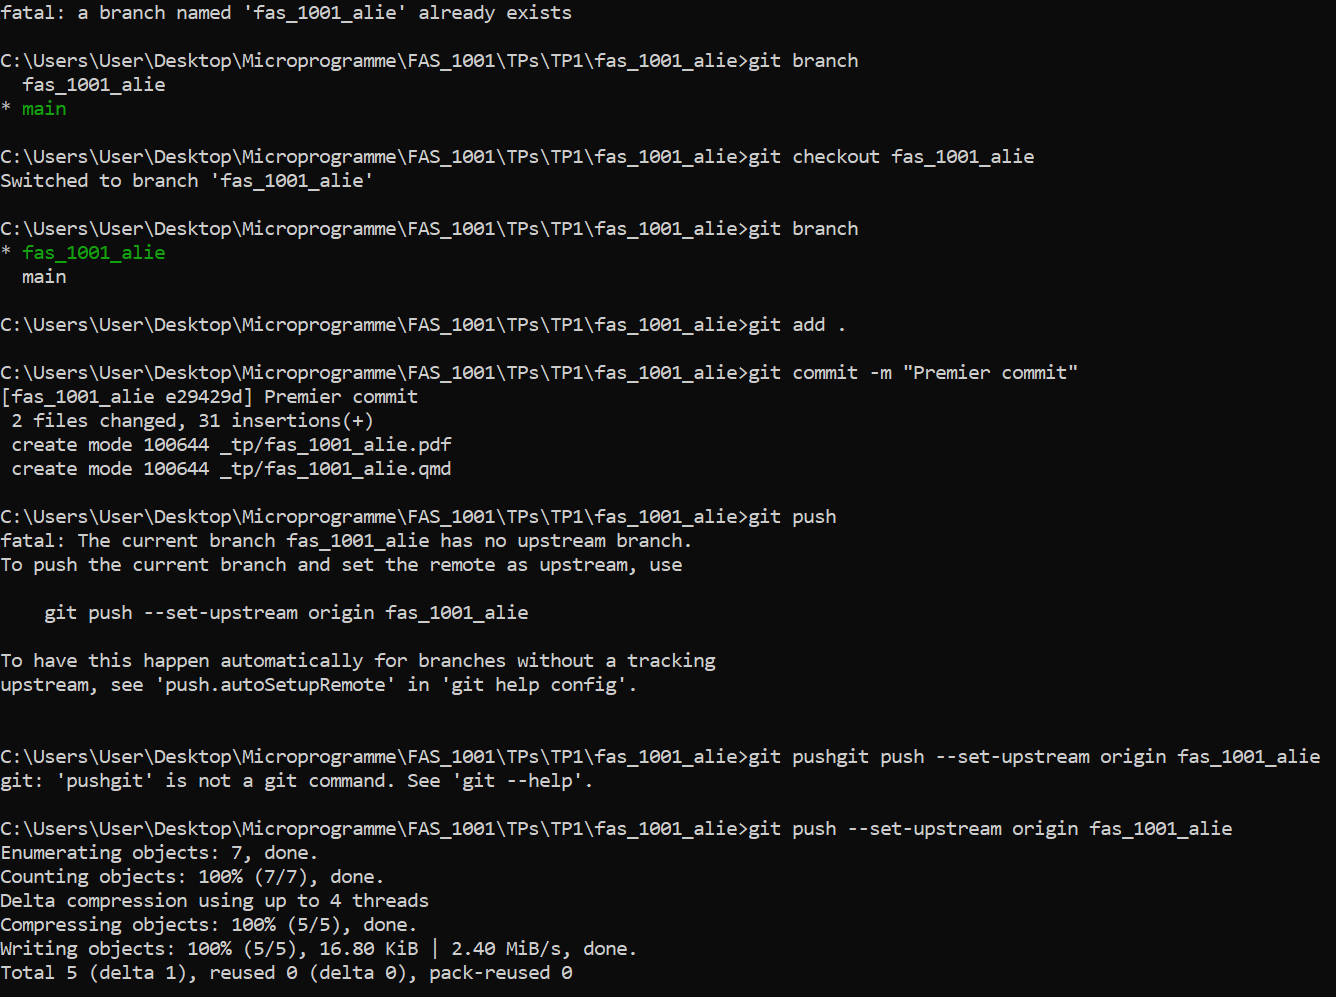 fatal: a branch named 'fas_1001_alie' already exists
C:\Users\User\Desktop\Microprogramme\FAS_1001\TPs\TP1\fas_1001_alie>git branch
  fas_1001_alie
* main
C:\Users\User\Desktop\Microprogramme\FAS_1001\TPs\TP1\fas_1001_alie>git checkout fas_1001_alie
Switched to branch 'fas_1001_alie'
C:\Users\User\Desktop\Microprogramme\FAS_1001\TPs\TP1\fas_1001_alie>git branch
* fas_1001_alie
  main
C:\Users\User\Desktop\Microprogramme\FAS_1001\TPs\TP1\fas_1001_alie>git add .
C:\Users\User\Desktop\Microprogramme\FAS_1001\TPs\TP1\fas_1001_alie>git commit -m "Premier commit"
[fas_1001_alie e29429d] Premier commit
 2 files changed, 31 insertions(+)
 create mode 100644 _tp/fas_1001_alie.pdf
 create mode 100644 _tp/fas_1001_alie.qmd
C:\Users\User\Desktop\Microprogramme\FAS_1001\TPs\TP1\fas_1001_alie>git push
fatal: The current branch fas_1001_alie has no upstream branch.
To push the current branch and set the remote as upstream, use
    git push --set-upstream origin fas_1001_alie
To have this happen automatically for branches without a tracking
upstream, see 'push.autoSetupRemote' in 'git help config'.
C:\Users\User\Desktop\Microprogramme\FAS_1001\TPs\TP1\fas_1001_alie>git pushgit push --set-upstream origin fas_1001_alie
git: 'pushgit' is not a git command. See 'git --help'.
C:\Users\User\Desktop\Microprogramme\FAS_1001\TPs\TP1\fas_1001_alie>git push --set-upstream origin fas_1001_alie
Enumerating objects: 7, done.
Counting objects: 100% (7/7), done.
Delta compression using up to 4 threads
Compressing objects: 100% (5/5), done.
Writing objects: 100% (5/5), 16.80 KiB | 2.40 MiB/s, done.
Total 5 (delta 1), reused 0 (delta 0), pack-reused 0